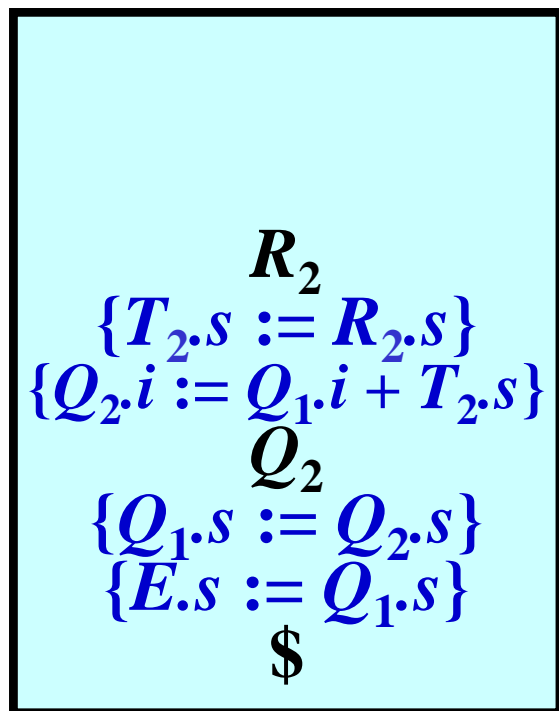 R₂
{T₂.s := R₂.s}
{Q₂.i := Q₁.i + T₂.s}
Q₂
{Q₁.s := Q₂.s}
{E.s := Q₁.s}
$